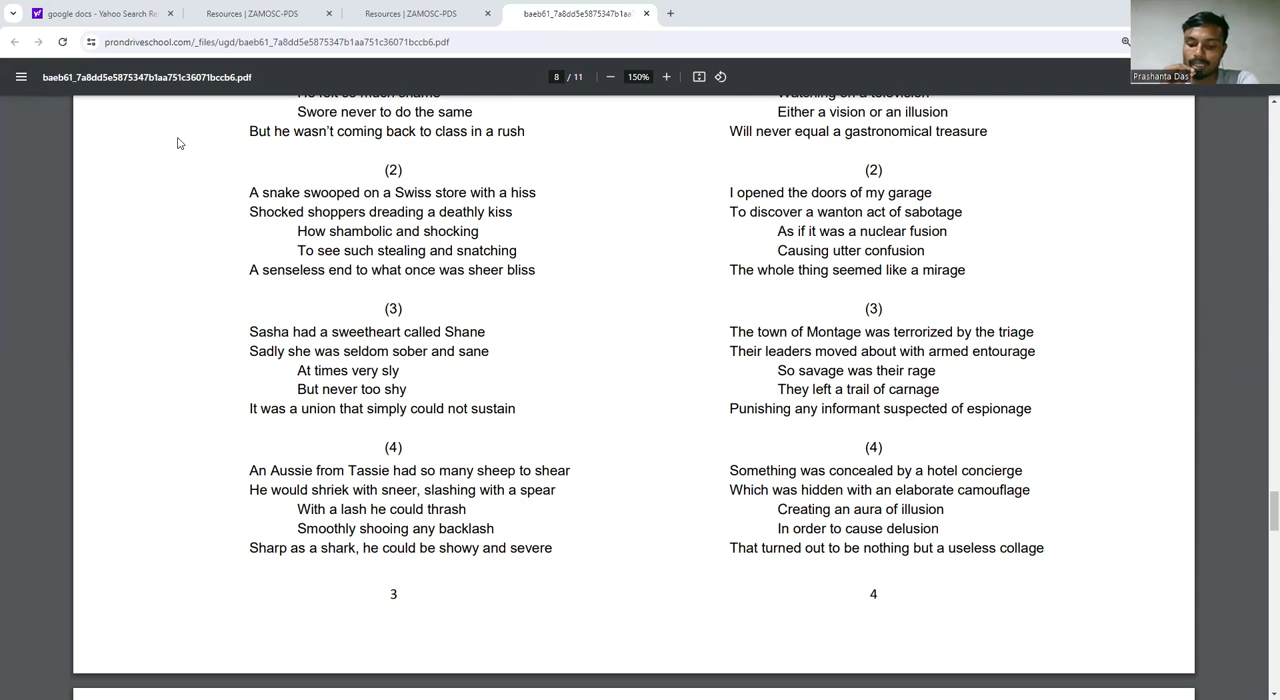 google docs - Yahoo Search Re
Resources | ZAMOSC-PDS
Resources | ZAMOSC-PDS
baeb61_7a8dd5e5875347b1aa7
prondriveschool.com/_files/ugd/baeb61_7a8dd5e5875347b1aa751c36071bccb6.pdf
baeb61_7a8dd5e5875347b1aa751c36071bccb6.pdf
8 / 11
150%
Prashanta Das
He felt so much shame
Swore never to do the same
But he wasn't coming back to class in a rush
(2)
A snake swooped on a Swiss store with a hiss
Shocked shoppers dreading a deathly kiss
How shambolic and shocking
To see such stealing and snatching
A senseless end to what once was sheer bliss
(3)
Sasha had a sweetheart called Shane
Sadly she was seldom sober and sane
At times very sly
But never too shy
It was a union that simply could not sustain
(4)
An Aussie from Tassie had so many sheep to shear
He would shriek with sneer, slashing with a spear
With a lash he could thrash
Smoothly shooing any backlash
Sharp as a shark, he could be showy and severe
3
Watching on a television
Either a vision or an illusion
Will never equal a gastronomical treasure
(2)
I opened the doors of my garage
To discover a wanton act of sabotage
As if it was a nuclear fusion
Causing utter confusion
The whole thing seemed like a mirage
(3)
The town of Montage was terrorized by the triage
Their leaders moved about with armed entourage
So savage was their rage
They left a trail of carnage
Punishing any informant suspected of espionage
(4)
Something was concealed by a hotel concierge
Which was hidden with an elaborate camouflage
Creating an aura of illusion
In order to cause delusion
That turned out to be nothing but a useless collage
4